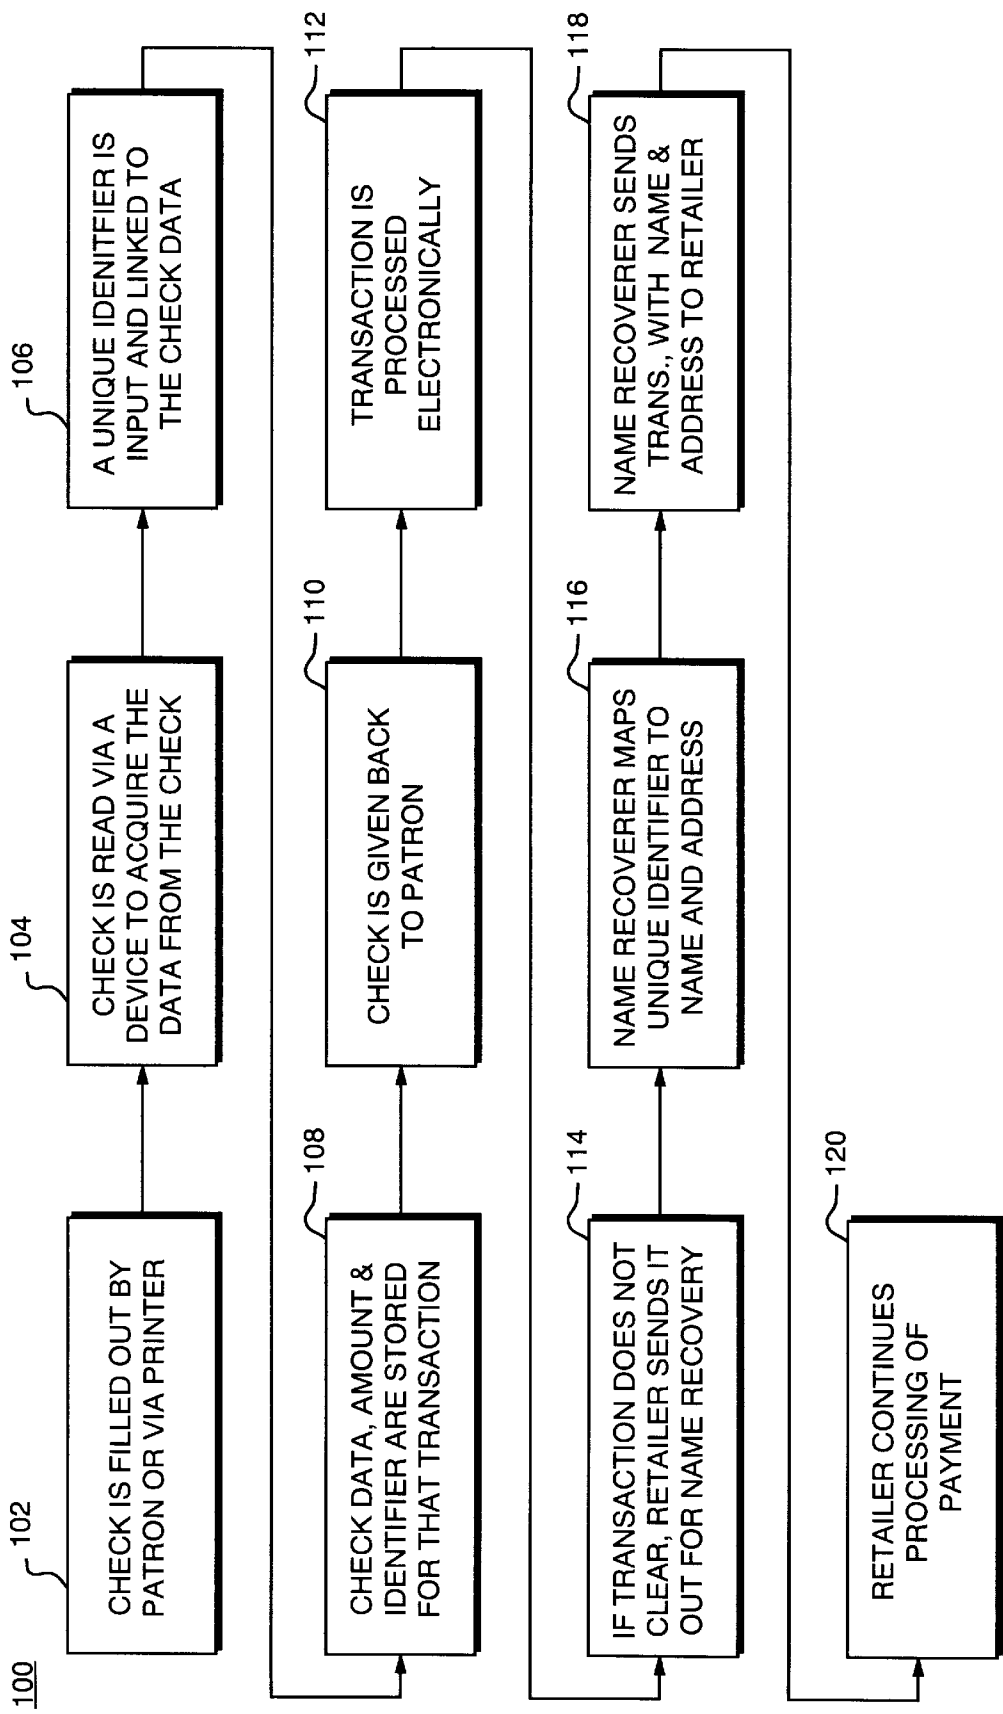 100
102
CHECK IS FILLED OUT BY
PATRON OR VIA PRINTER
104
CHECK IS READ VIA A
DEVICE TO ACQUIRE THE
DATA FROM THE CHECK
106
A UNIQUE IDENITFIER IS
INPUT AND LINKED TO
THE CHECK DATA
108
CHECK DATA, AMOUNT &
IDENTIFIER ARE STORED
FOR THAT TRANSACTION
110
CHECK IS GIVEN BACK
TO PATRON
112
TRANSACTION IS
PROCESSED
ELECTRONICALLY
114
IF TRANSACTION DOES NOT
CLEAR, RETAILER SENDS IT
OUT FOR NAME RECOVERY
116
NAME RECOVERER MAPS
UNIQUE IDENTIFIER TO
NAME AND ADDRESS
118
NAME RECOVERER SENDS
TRANS., WITH NAME &
ADDRESS TO RETAILER
120
RETAILER CONTINUES
PROCESSING OF
PAYMENT